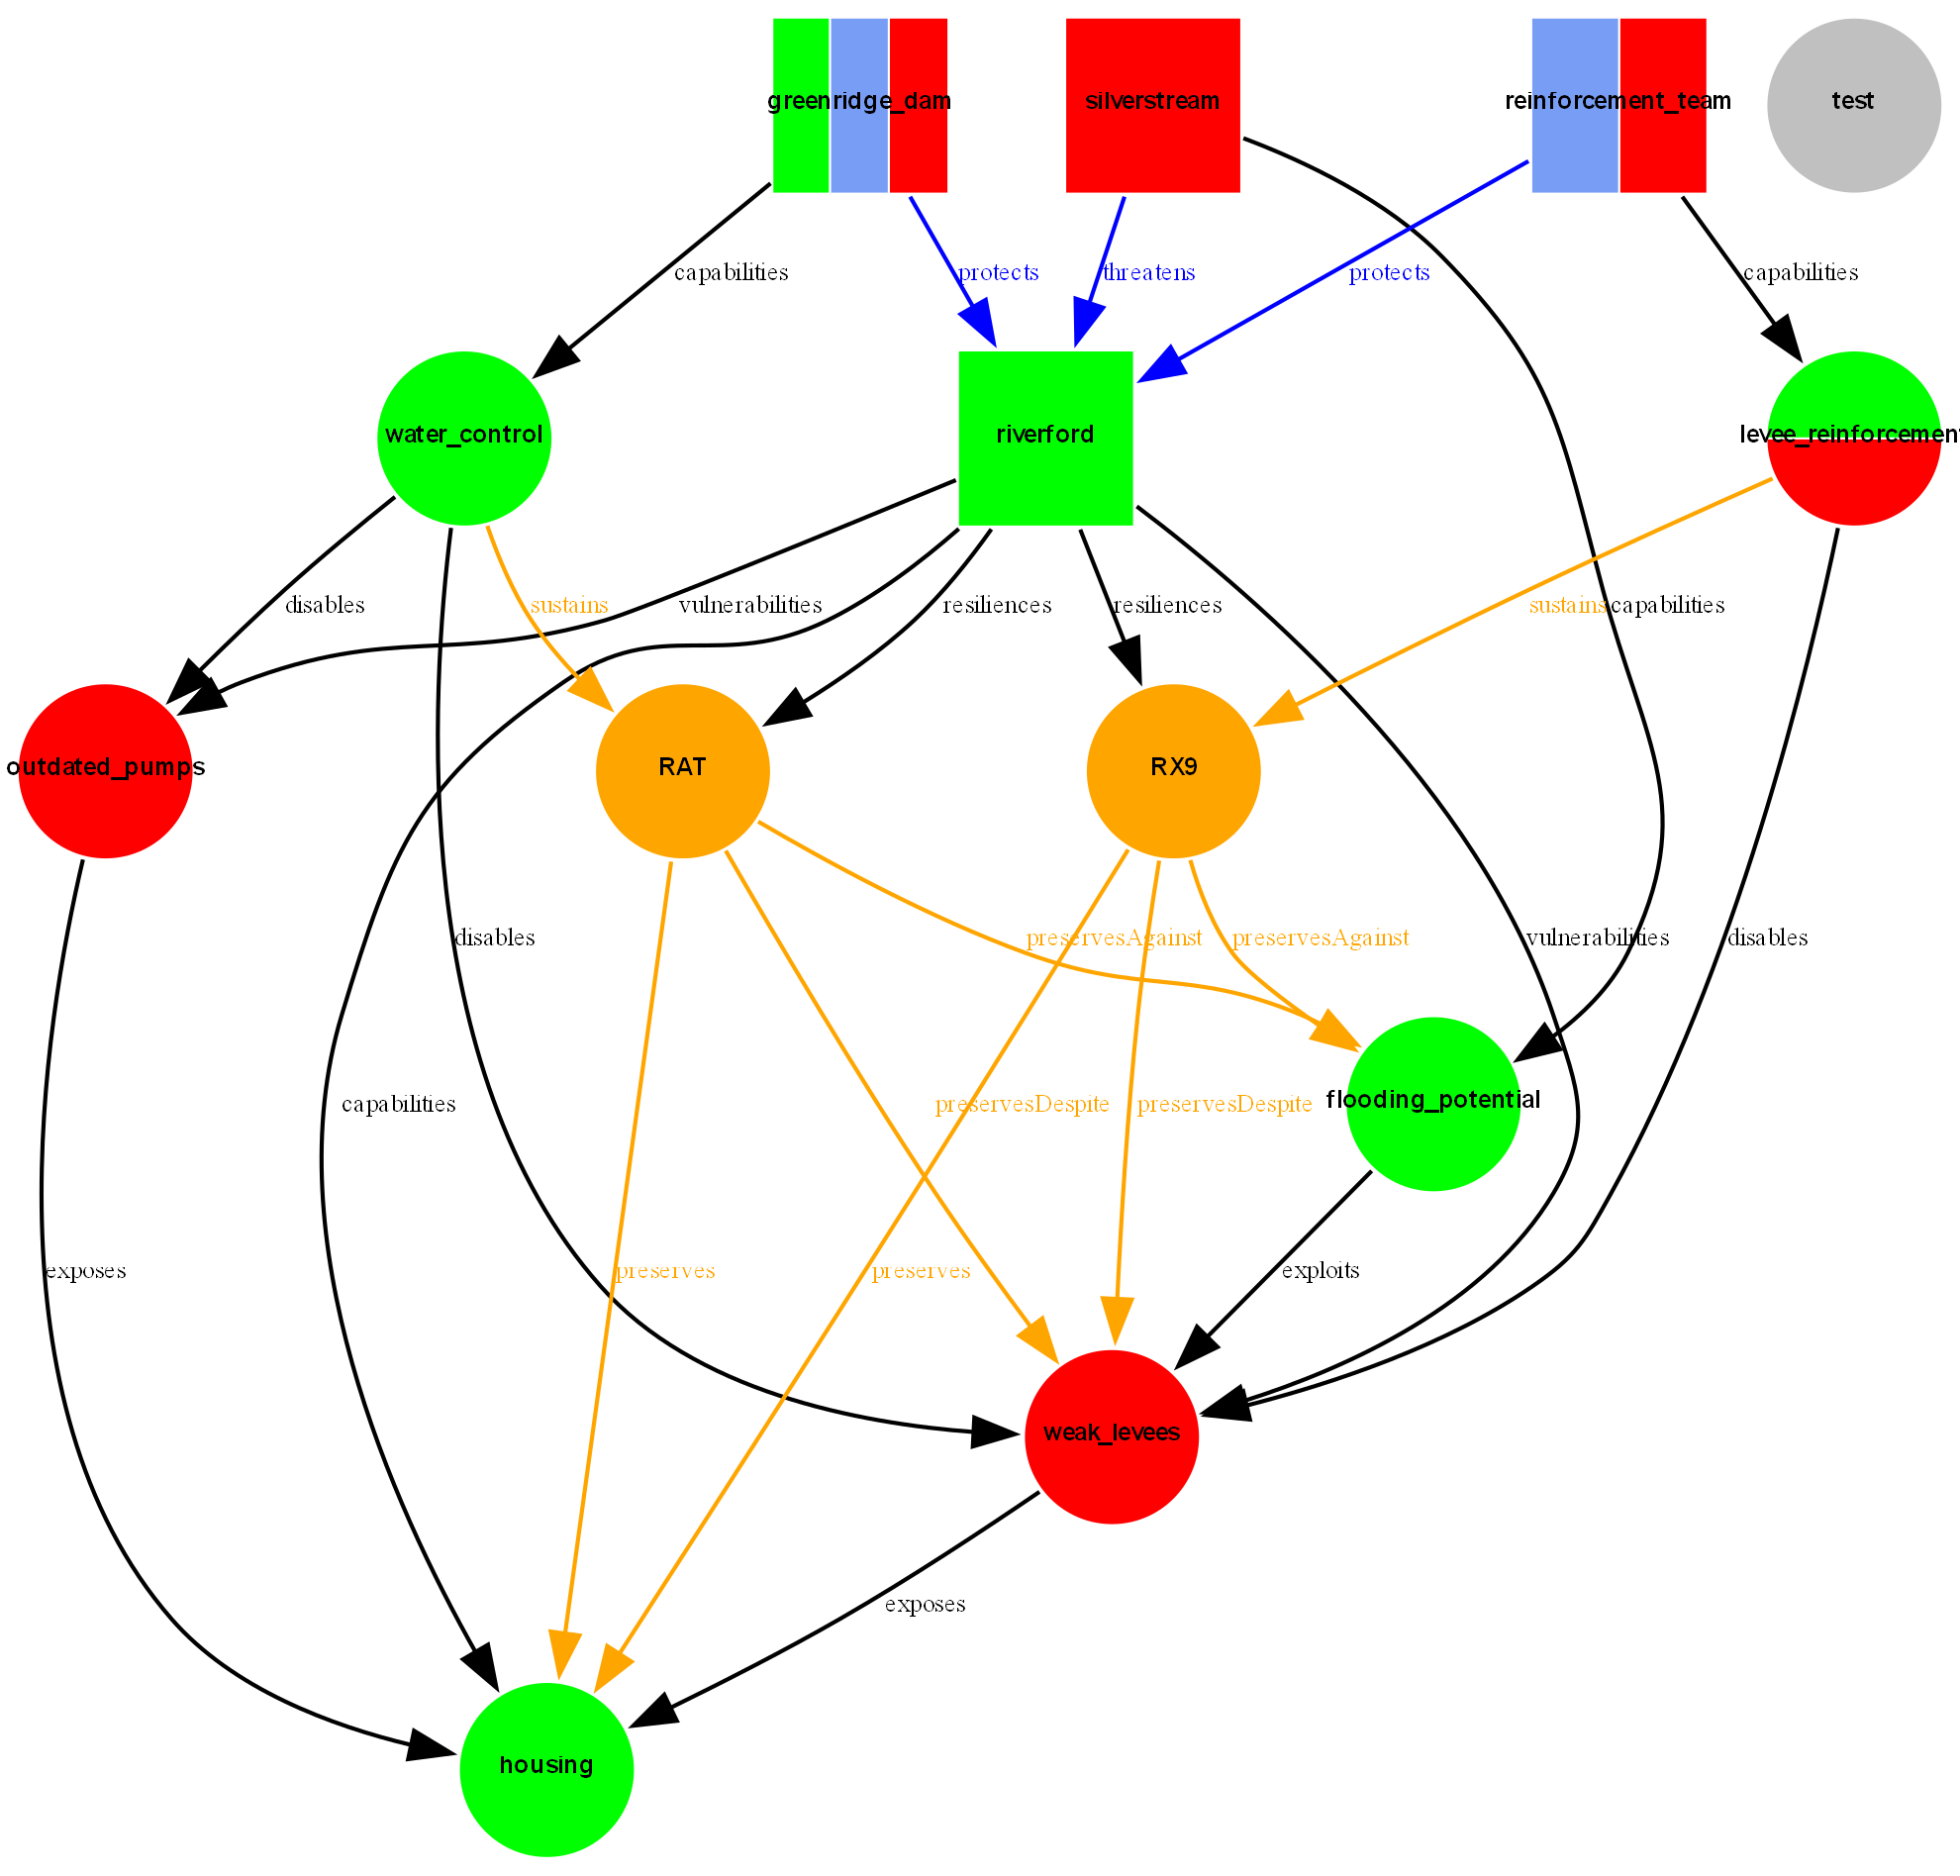 greenridge_dam
silverstream
reinforcement_team
test
capabilities
protects
threatens
protects
capabilities
water_control
riverford
levee_reinforcement
disables
sustains
vulnerabilities
resiliences
resiliences
sustains
capabilities
outdated_pumps
RAT
RX9
disables
preservesAgainst
preservesAgainst
vulnerabilities
disables
capabilities
preservesDespite
preservesDespite
flooding_potential
exposes
preserves
preserves
exploits
weak_levees
exposes
housing